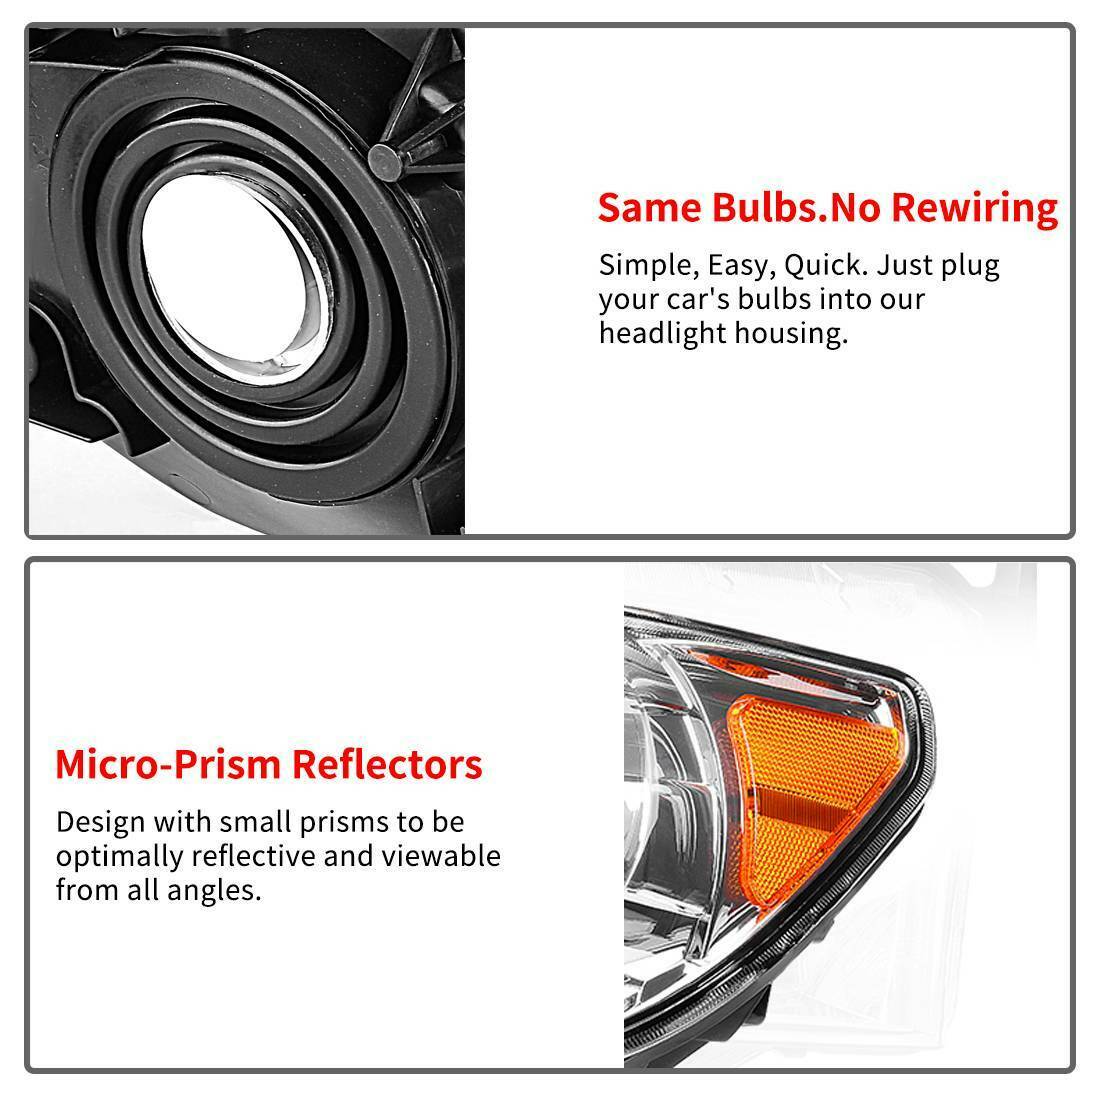 Same Bulbs.No Rewiring
Simple, Easy, Quick. Just plug
your car's bulbs into our
headlight housing.
Micro-Prism Reflectors
Design with small prisms to be
optimally reflective and viewable
from all angles.